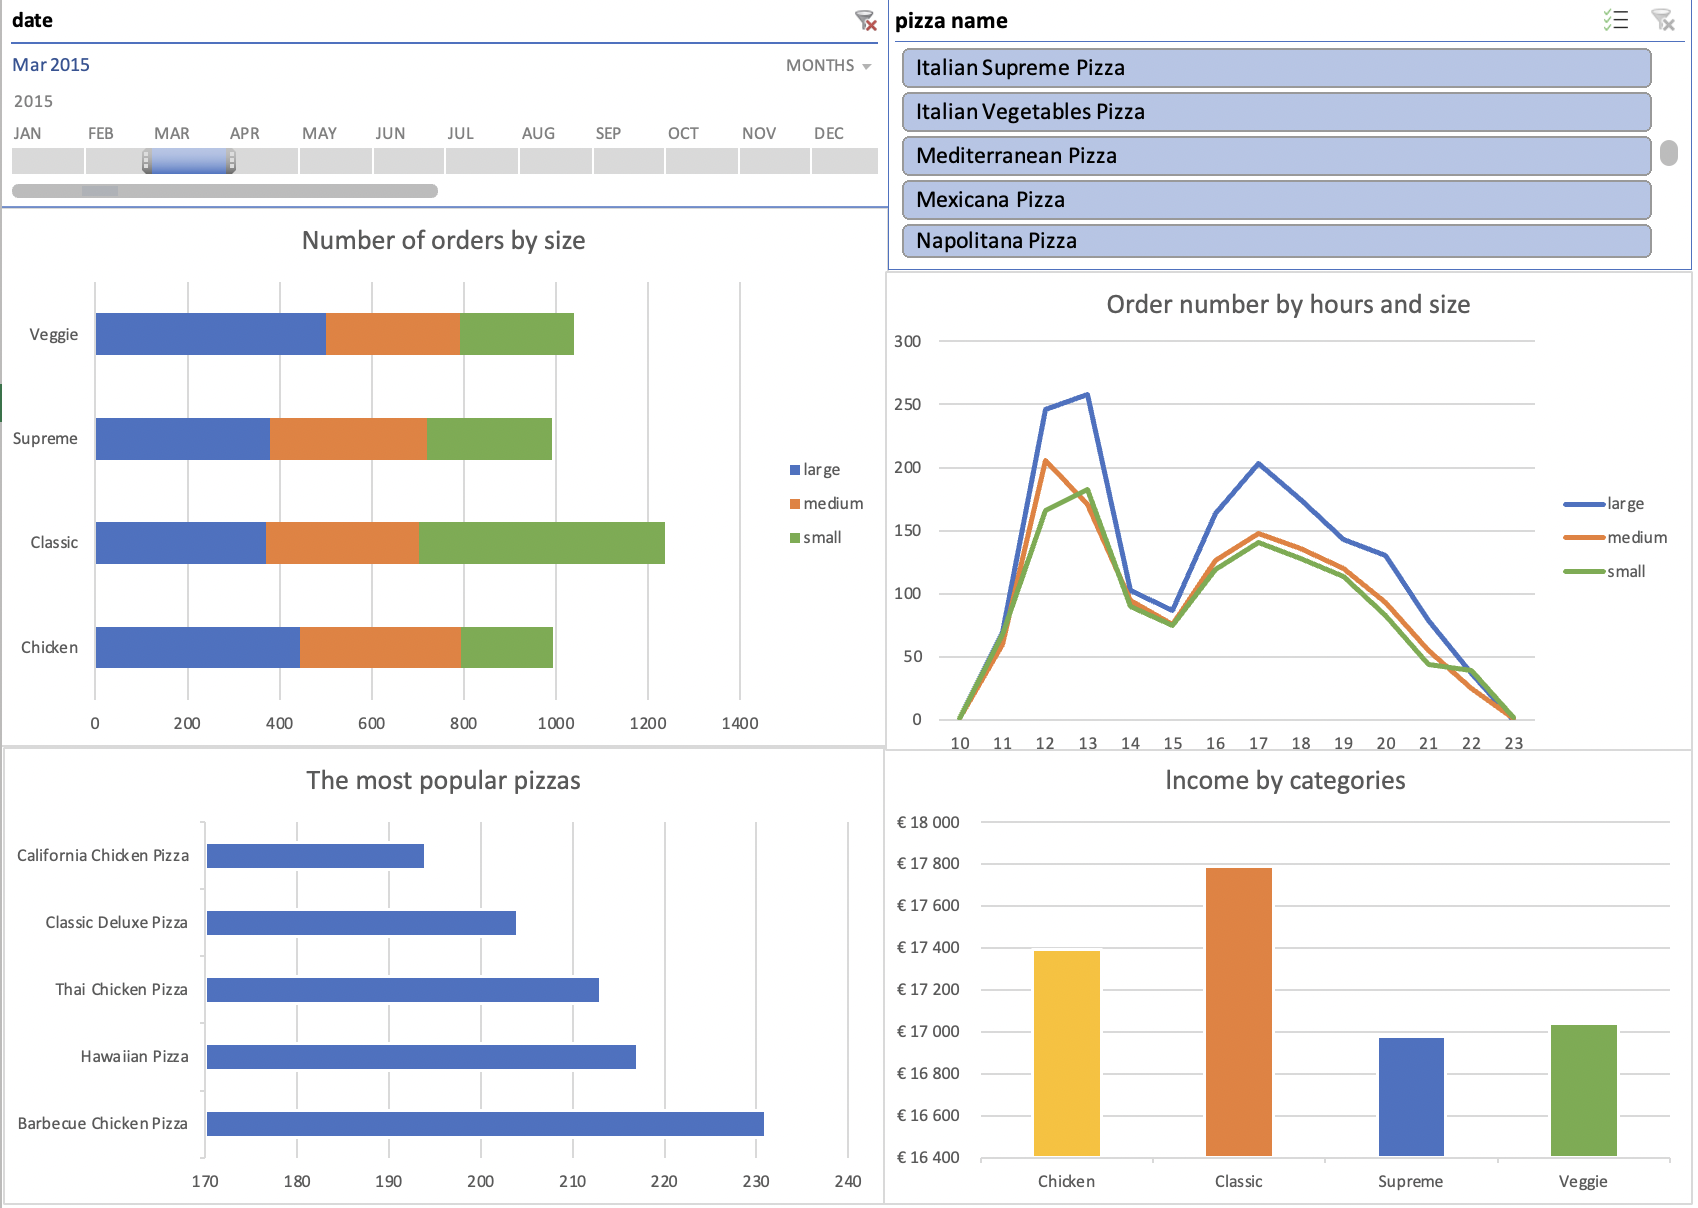 date
Mar 2015
MONTHS
2015
JAN FEB MAR APR MAY JUN JUL AUG SEP OCT NOV DEC
pizza name
Italian Supreme Pizza
Italian Vegetables Pizza
Mediterranean Pizza
Mexicana Pizza
Napolitana Pizza
Number of orders by size
Veggie
Supreme
Classic
Chicken
0 200 400 600 800 1000 1200 1400
large
medium
small
Order number by hours and size
300
250
200
150
100
50
0
10 11 12 13 14 15 16 17 18 19 20 21 22 23
large
medium
small
The most popular pizzas
California Chicken Pizza
Classic Deluxe Pizza
Thai Chicken Pizza
Hawaiian Pizza
Barbecue Chicken Pizza
170 180 190 200 210 220 230 240
Income by categories
€ 18 000
€ 17 800
€ 17 600
€ 17 400
€ 17 200
€ 17 000
€ 16 800
€ 16 600
€ 16 400
Chicken Classic Supreme Veggie